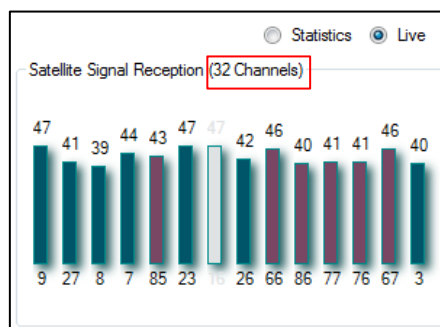 Statistics Live
Satellite Signal Reception (32 Channels)
47 41 39 44 43 47 47 42 46 40 41 41 46 40
9 27 8 7 85 23 16 26 66 86 77 76 67 3